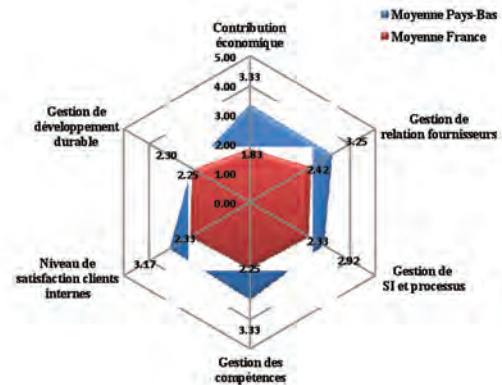 Moyenne Pays-Bas
Moyenne France
Contribution
économique
5.00
3.33
4.00
3.00
2.00
1.83
1.00
0.00
Gestion de
relation fournisseurs
3.25
2.42
Gestion de
SI et processus
2.33
2.92
Gestion des
compétences
2.25
3.33
Niveau de
satisfaction clients
internes
2.33
3.17
Gestion de
développement
durable
2.30
2.25